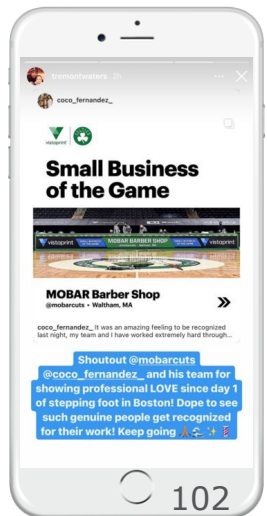 tremontwaters 2h
coco_fernandez_
vistaprint
Small Business
of the Game
vistaprint MOBAR BARBER SHOP vistaprint
MOBAR Barber Shop
@mobarcuts • Waltham, MA
coco_fernandez_ It was an amazing feeling to be recognized
last night, my team and I have worked extremely hard through...
Shoutout @mobarcuts
@coco_fernandez_ and his team for
showing professional LOVE since day 1
of stepping foot in Boston! Dope to see
such genuine people get recognized
for their work! Keep going
102